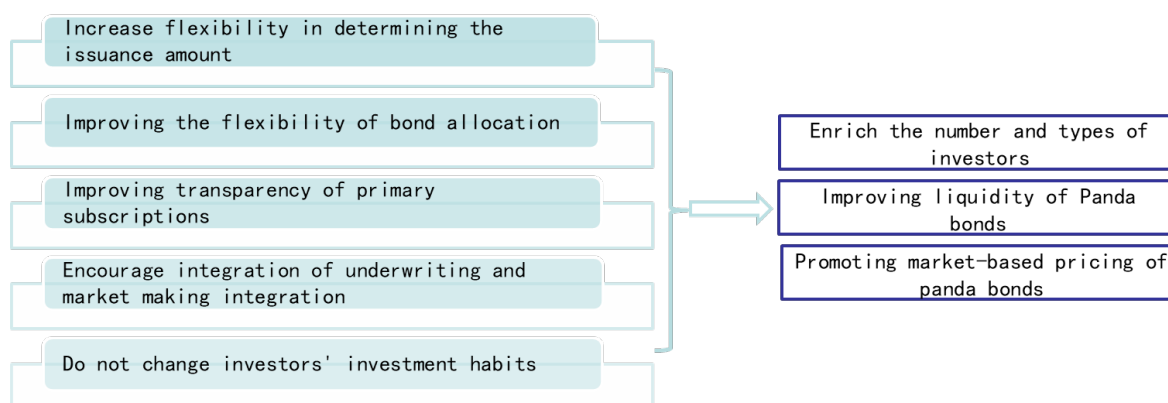 Increase flexibility in determining the
issuance amount
Improving the flexibility of bond allocation
Improving transparency of primary
subscriptions
Encourage integration of underwriting and
market making integration
Do not change investors' investment habits
Enrich the number and types of
investors
Improving liquidity of Panda
bonds
Promoting market-based pricing of
panda bonds